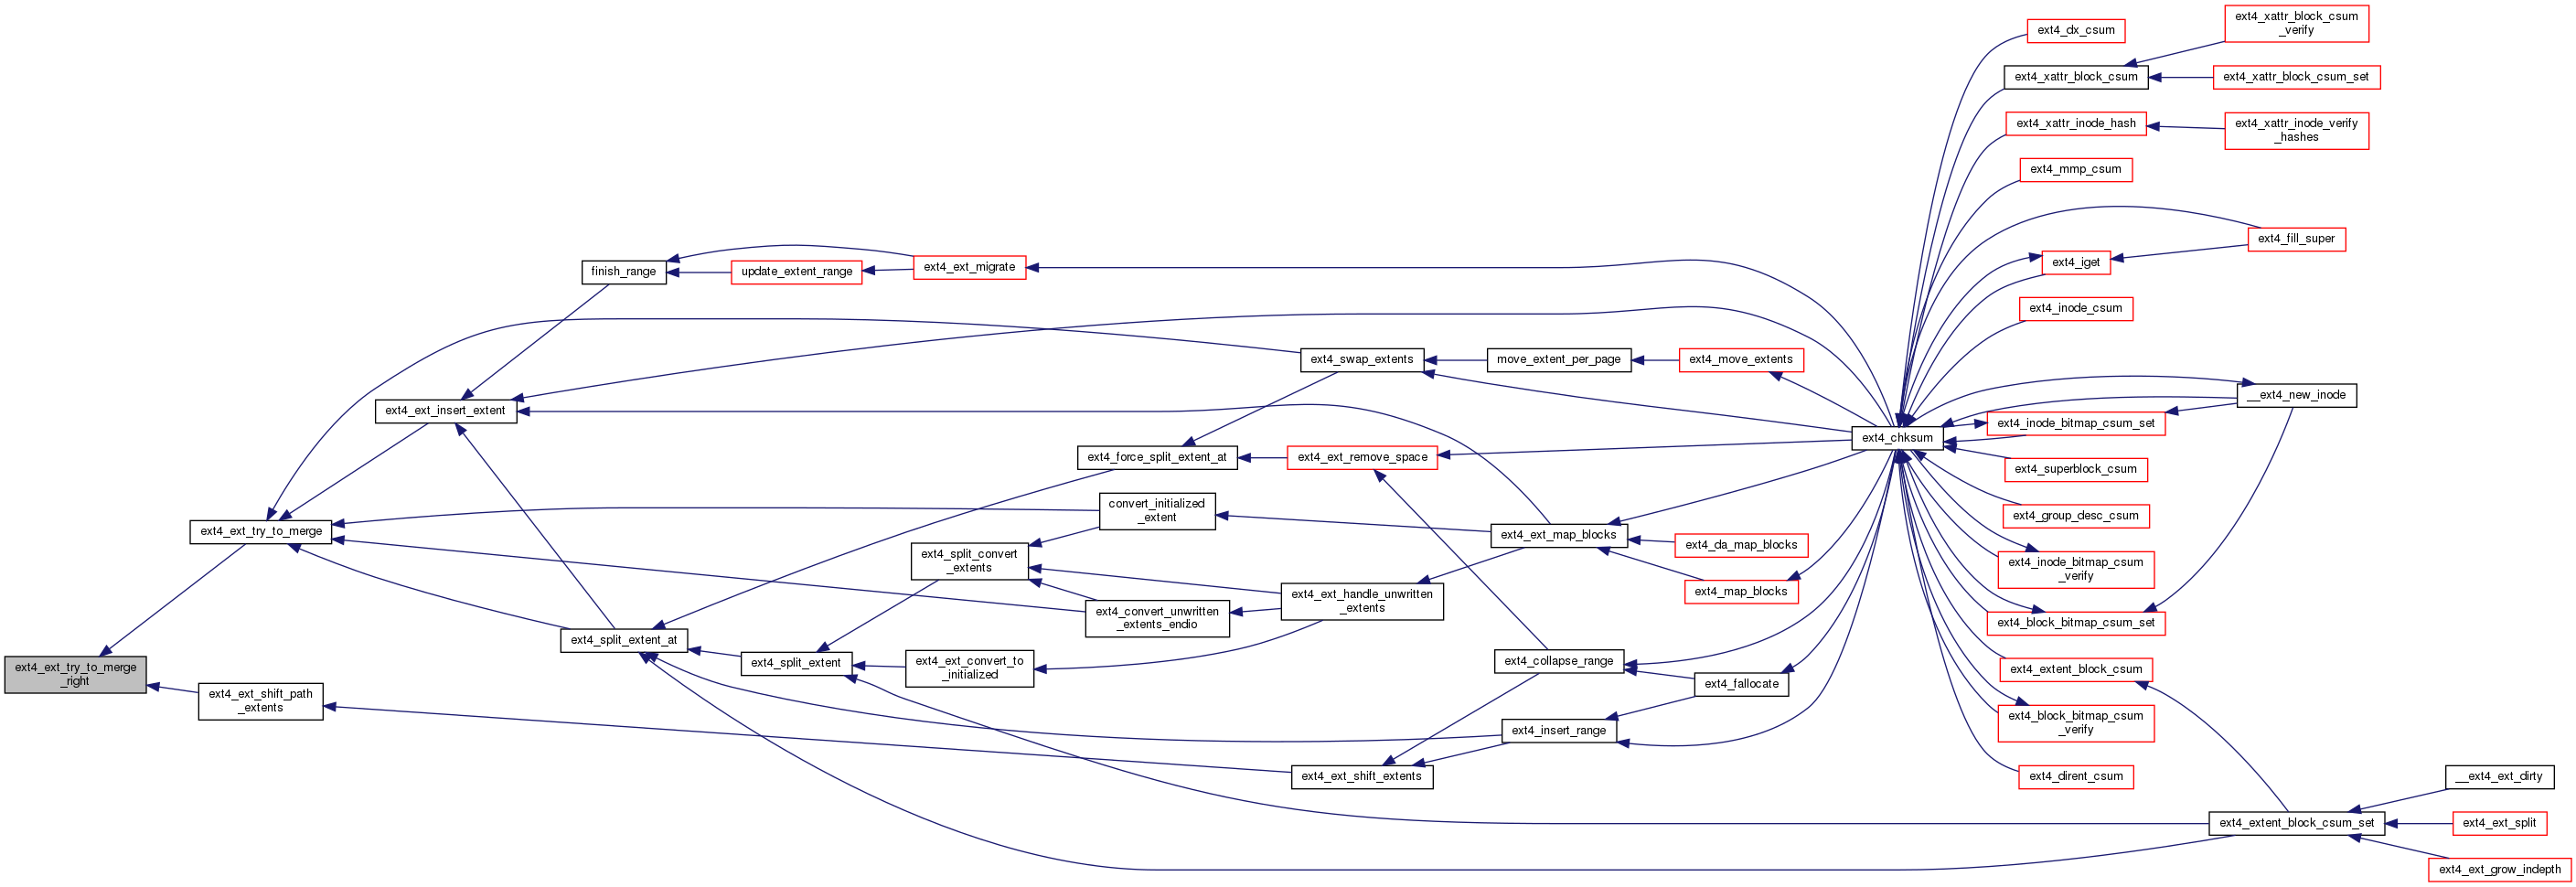 ext4_ext_try_to_merge
_right
ext4_ext_try_to_merge
ext4_ext_shift_path
_extents
ext4_ext_insert_extent
finish_range
update_extent_range
ext4_ext_migrate
ext4_split_extent_at
ext4_split_extent
ext4_split_convert
_extents
ext4_ext_convert_to
_initialized
ext4_force_split_extent_at
convert_initialized
_extent
ext4_convert_unwritten
_extents_endio
ext4_swap_extents
ext4_ext_remove_space
ext4_ext_handle_unwritten
_extents
ext4_ext_shift_extents
move_extent_per_page
ext4_ext_map_blocks
ext4_collapse_range
ext4_insert_range
ext4_move_extents
ext4_da_map_blocks
ext4_map_blocks
ext4_fallocate
ext4_chksum
ext4_dx_csum
ext4_xattr_block_csum
ext4_xattr_inode_hash
ext4_mmp_csum
ext4_iget
ext4_inode_csum
ext4_inode_bitmap_csum_set
ext4_superblock_csum
ext4_group_desc_csum
ext4_inode_bitmap_csum
_verify
ext4_block_bitmap_csum_set
ext4_extent_block_csum
ext4_block_bitmap_csum
_verify
ext4_dirent_csum
ext4_xattr_block_csum
_verify
ext4_xattr_block_csum_set
ext4_xattr_inode_verify
_hashes
ext4_fill_super
__ext4_new_inode
ext4_extent_block_csum_set
__ext4_ext_dirty
ext4_ext_split
ext4_ext_grow_indepth